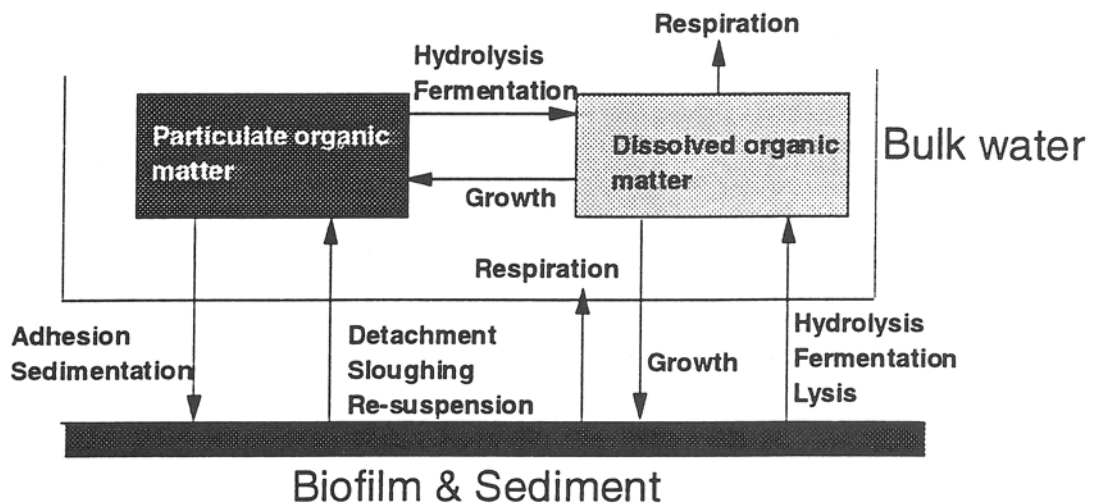 Respiration
Hydrolysis
Fermentation
Particulate organic
matter
Dissolved organic
matter
Bulk water
Growth
Respiration
Adhesion
Sedimentation
Detachment
Sloughing
Re-suspension
Growth
Hydrolysis
Fermentation
Lysis
Biofilm & Sediment